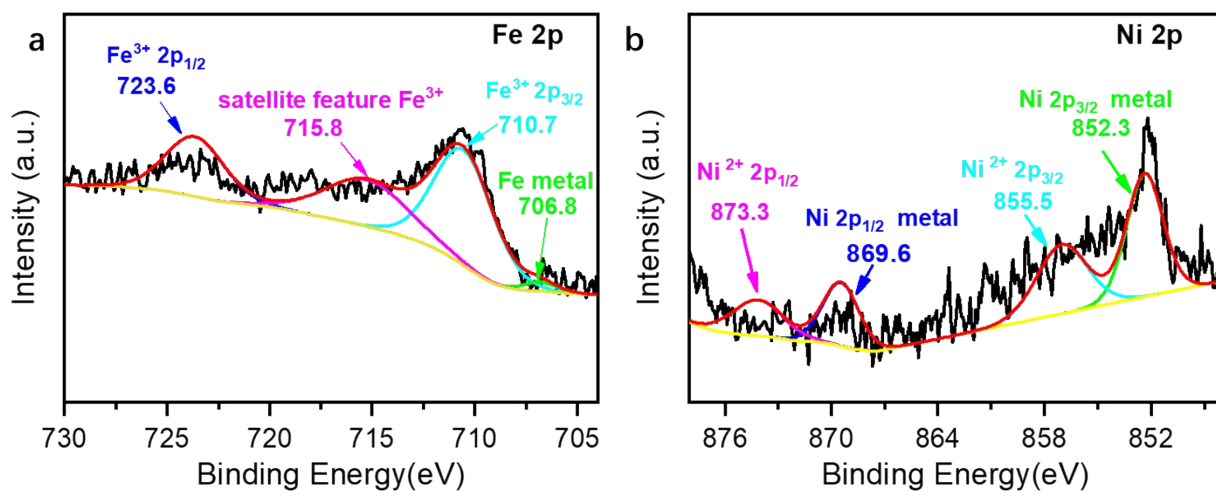 a
Fe 2p
Fe³⁺ 2p₁/₂
723.6
satellite feature Fe³⁺
715.8
Fe³⁺ 2p₃/₂
710.7
Fe metal
706.8
Intensity (a.u.)
730 725 720 715 710 705
Binding Energy(eV)
b
Ni 2p
Ni 2p₃/₂ metal
852.3
Ni ²⁺ 2p₁/₂
873.3
Ni 2p₁/₂ metal
869.6
Ni ²⁺ 2p₃/₂
855.5
Intensity (a.u.)
876 870 864 858 852
Binding Energy(eV)